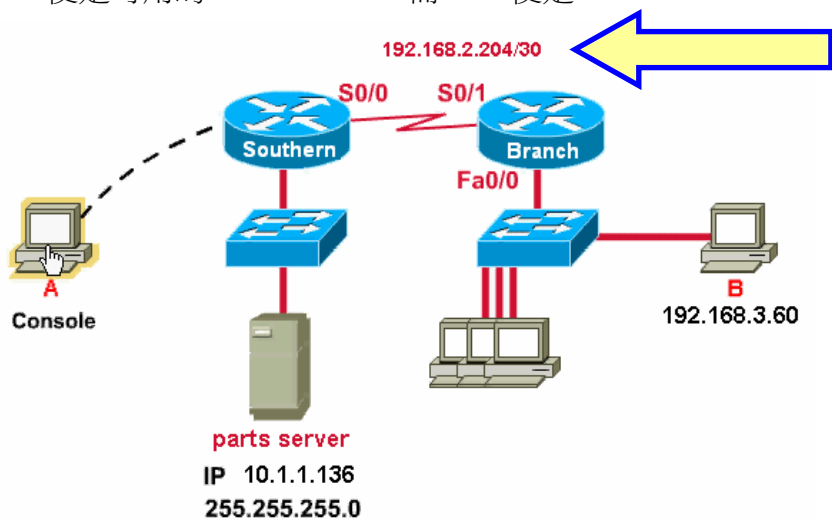 192.168.2.204/30
S0/0 S0/1
Southern
Branch
Fa0/0
A
Console
B
192.168.3.60
parts server
IP 10.1.1.136
255.255.255.0